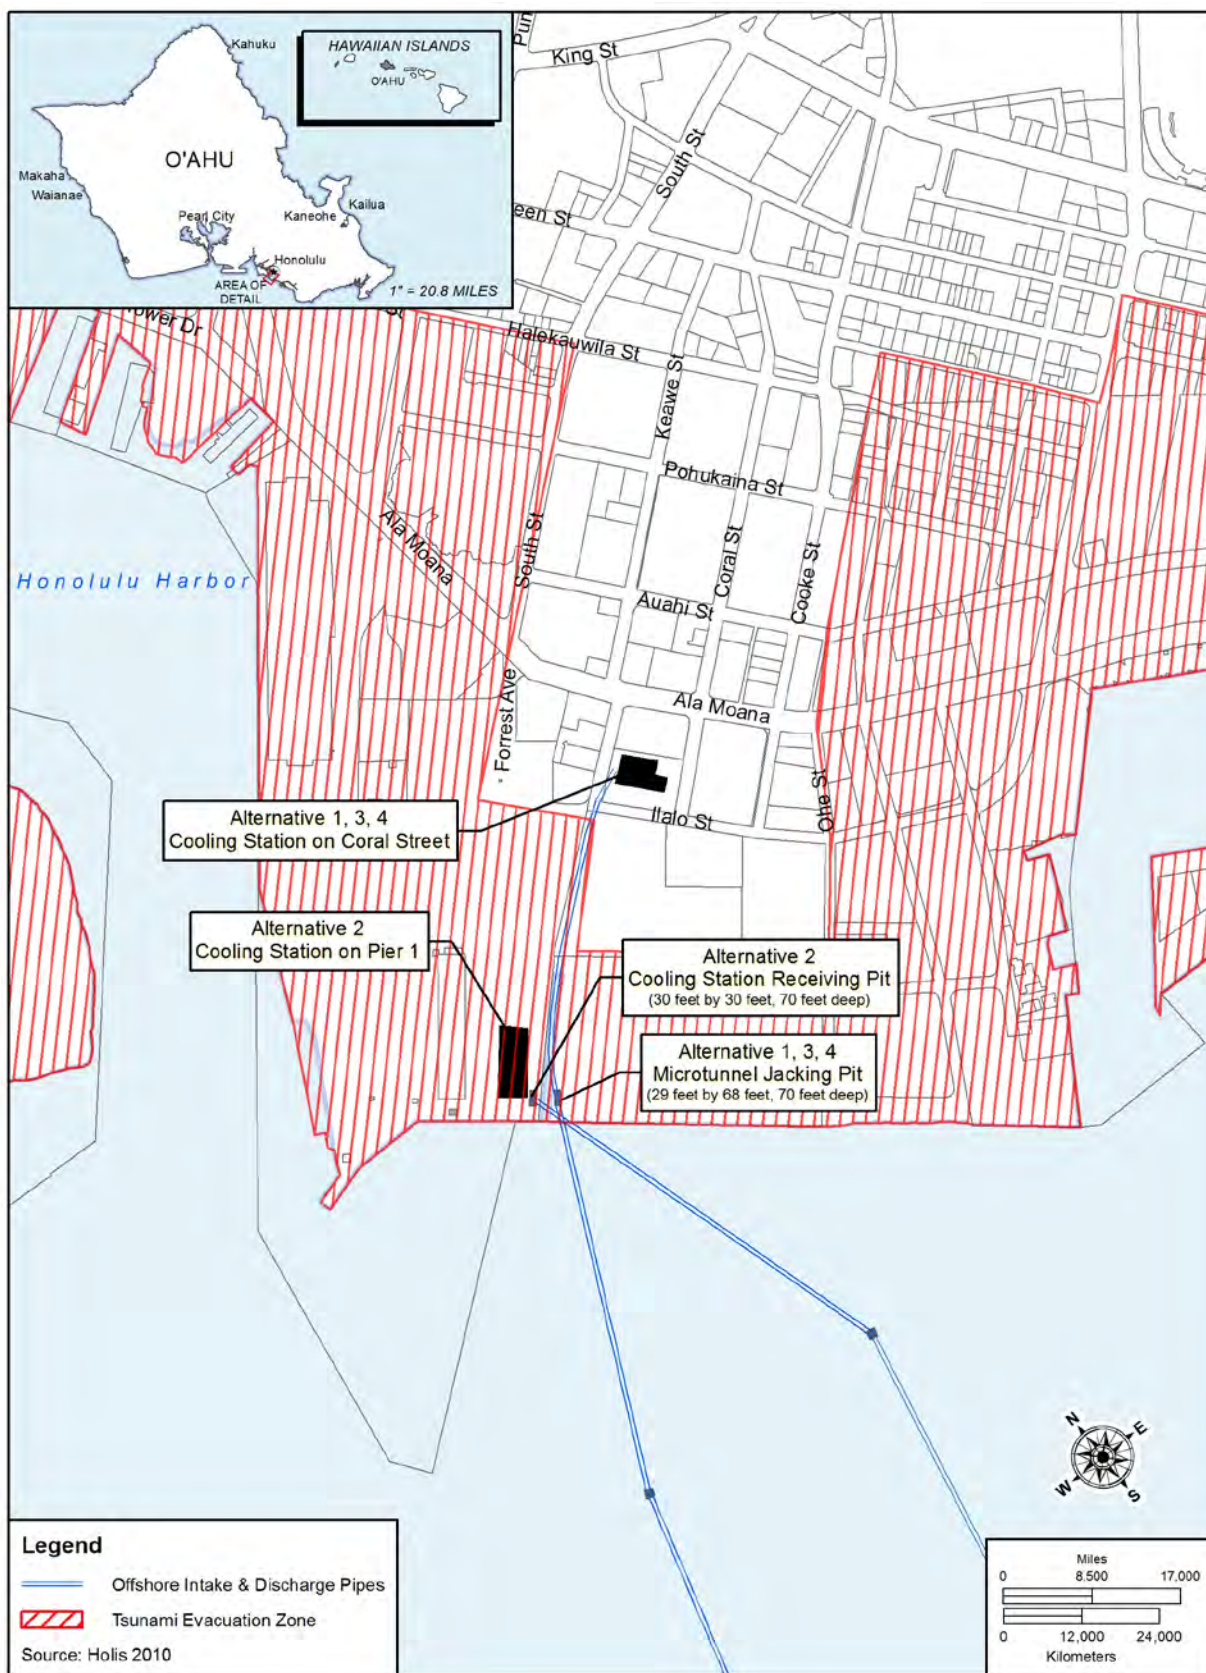 Kahuku
HAWAIIAN ISLANDS
O'AHU
O'AHU
Makaha
Waianae
Pearl City
Kaneohe
Kailua
Honolulu
AREA OF
DETAIL
1" = 20.8 MILES
Pun
King St
South St
een St
ower Dr
St
Halekauwila St
Keawe St
Pohukaina St
South St
Coral St
Cooke St
Ala Moana
Honolulu Harbor
Auahi St
Forrest Ave
Ala Moana
Ohe St
Ilalo St
Alternative 1, 3, 4
Cooling Station on Coral Street
Alternative 2
Cooling Station on Pier 1
Alternative 2
Cooling Station Receiving Pit
(30 feet by 30 feet, 70 feet deep)
Alternative 1, 3, 4
Microtunnel Jacking Pit
(29 feet by 68 feet, 70 feet deep)
N
E
W
S
Legend
Offshore Intake & Discharge Pipes
Tsunami Evacuation Zone
Source: Holis 2010
Miles
0 8,500 17,000
0 12,000 24,000
Kilometers